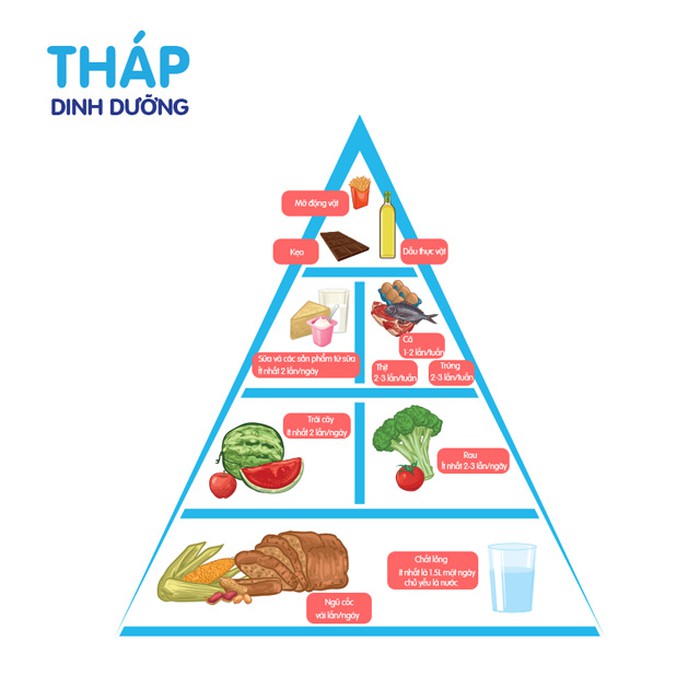 THÁP
DINH DƯỠNG
Mỡ động vật
Kẹo
Dầu thực vật
Sữa và các sản phẩm từ sữa
Ít nhất 2 lần/ngày
Cá
1-2 lần/tuần
Thịt
2-3 lần/tuần
Trứng
2-3 lần/tuần
Trái cây
ít nhất 2 lần/ngày
Rau
Ít nhất 2-3 lần/ngày
Chất lỏng
ít nhất là 1.5L một ngày
chủ yếu là nước
Ngũ cốc
vài lần/ngày